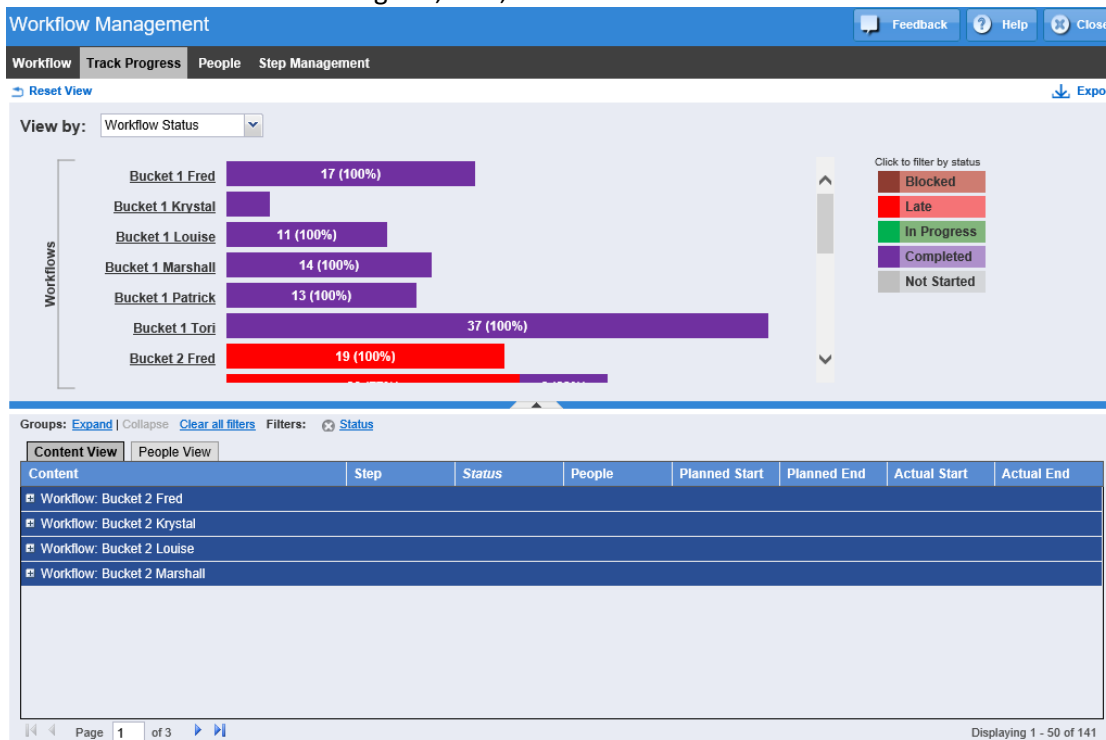 Workflow Management
Feedback
Help
Close
Workflow Track Progress People Step Management
Reset View
Expo
View by: Workflow Status
Workflows
Bucket 1 Fred 17 (100%)
Bucket 1 Krystal
Bucket 1 Louise 11 (100%)
Bucket 1 Marshall 14 (100%)
Bucket 1 Patrick 13 (100%)
Bucket 1 Tori 37 (100%)
Bucket 2 Fred 19 (100%)
Click to filter by status
Blocked
Late
In Progress
Completed
Not Started
Groups: Expand | Collapse Clear all filters Filters: Status
Content View People View
Content Step Status People Planned Start Planned End Actual Start Actual End
Workflow: Bucket 2 Fred
Workflow: Bucket 2 Krystal
Workflow: Bucket 2 Louise
Workflow: Bucket 2 Marshall
Page 1 of 3
Displaying 1 - 50 of 141